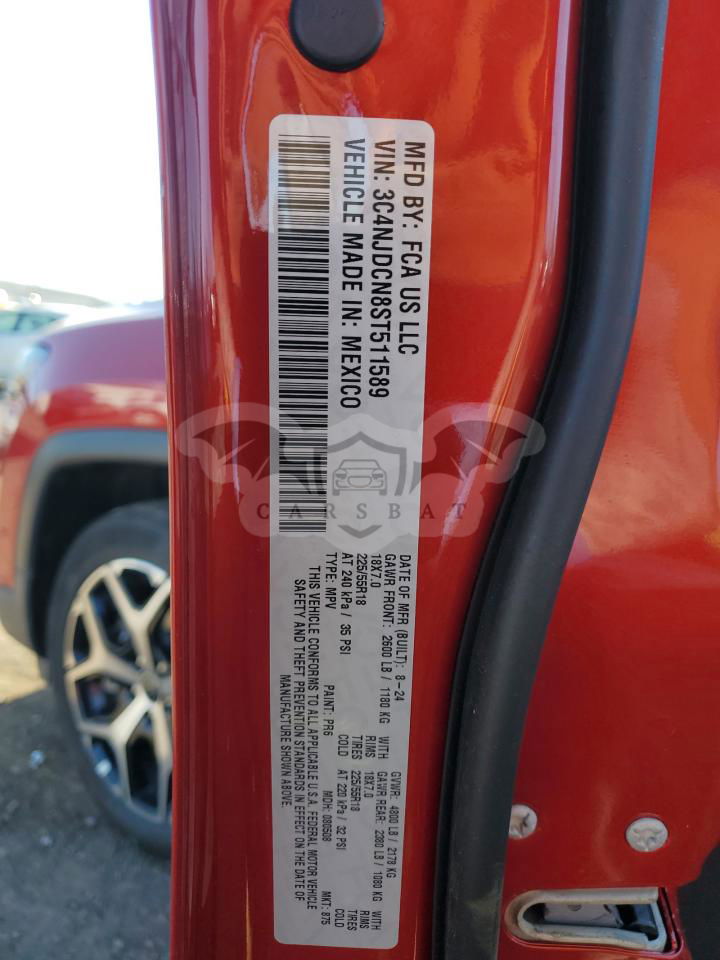 MFD BY: FCA US LLC
VIN: 3C4NJDCN8ST511589
VEHICLE MADE IN: MEXICO
DATE OF MFR (BUILT): 8-24 GVWR: 4800 LB / 2178 KG
GAWR FRONT: 2600 LB / 1180 KG WITH GAWR REAR: 2380 LB / 1080 KG WITH
18X7.0 RIMS 18X7.0 RIMS
225/55R18 TIRES 225/55R18 TIRES
AT 240 kPa / 35 PSI COLD AT 220 kPa / 32 PSI COLD
TYPE: MPV PAINT: PR6 MDH: 080508 MKT: 875
THIS VEHICLE CONFORMS TO ALL APPLICABLE U.S.A. FEDERAL MOTOR VEHICLE
SAFETY AND THEFT PREVENTION STANDARDS IN EFFECT ON THE DATE OF
MANUFACTURE SHOWN ABOVE.
CARSBAT